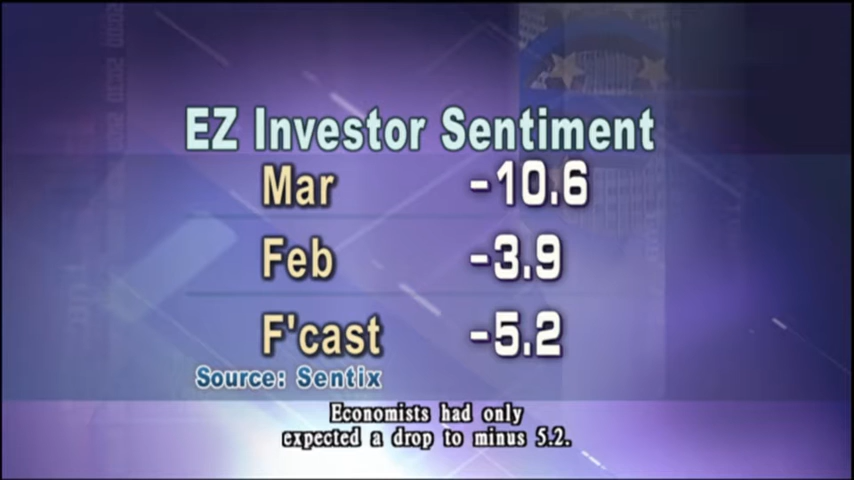 EZ Investor Sentiment
Mar -10.6
Feb -3.9
F'cast -5.2
Source: Sentix
Economists had only
expected a drop to minus 5.2.